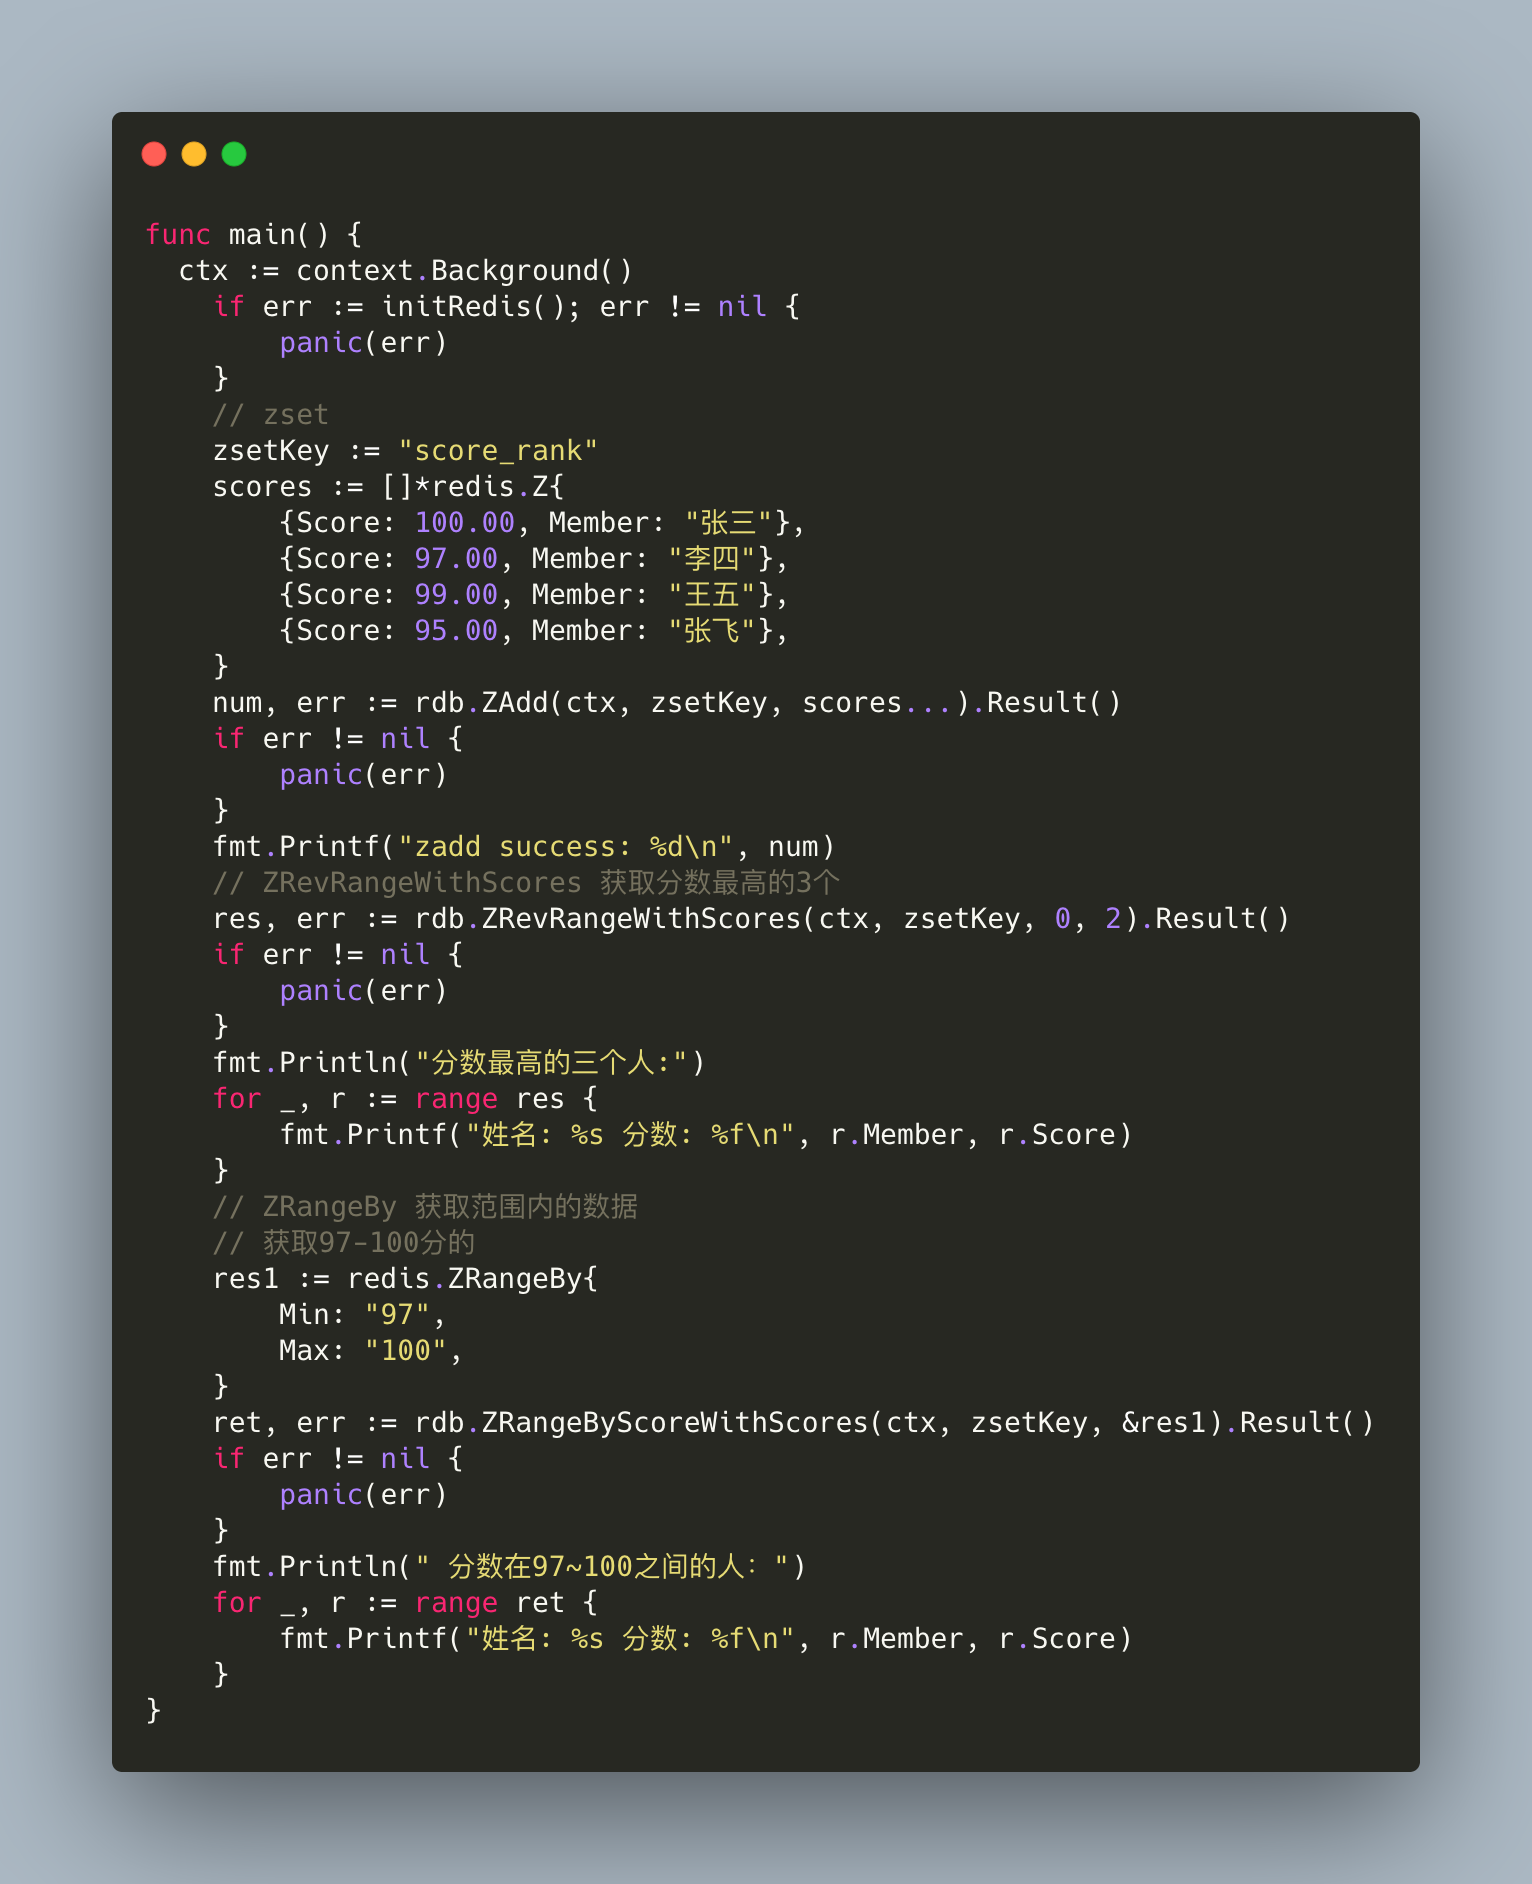 func main() {
  ctx := context.Background()
    if err := initRedis(); err != nil {
        panic(err)
    }
    // zset
    zsetKey := "score_rank"
    scores := []*redis.Z{
        {Score: 100.00, Member: "张三"},
        {Score: 97.00, Member: "李四"},
        {Score: 99.00, Member: "王五"},
        {Score: 95.00, Member: "张飞"},
    }
    num, err := rdb.ZAdd(ctx, zsetKey, scores...).Result()
    if err != nil {
        panic(err)
    }
    fmt.Printf("zadd success: %d\n", num)
    // ZRevRangeWithScores 获取分数最高的3个
    res, err := rdb.ZRevRangeWithScores(ctx, zsetKey, 0, 2).Result()
    if err != nil {
        panic(err)
    }
    fmt.Println("分数最高的三个人:")
    for _, r := range res {
        fmt.Printf("姓名: %s 分数: %f\n", r.Member, r.Score)
    }
    // ZRangeBy 获取范围内的数据
    // 获取97-100分的
    res1 := redis.ZRangeBy{
        Min: "97",
        Max: "100",
    }
    ret, err := rdb.ZRangeByScoreWithScores(ctx, zsetKey, &res1).Result()
    if err != nil {
        panic(err)
    }
    fmt.Println(" 分数在97~100之间的人：")
    for _, r := range ret {
        fmt.Printf("姓名: %s 分数: %f\n", r.Member, r.Score)
    }
}